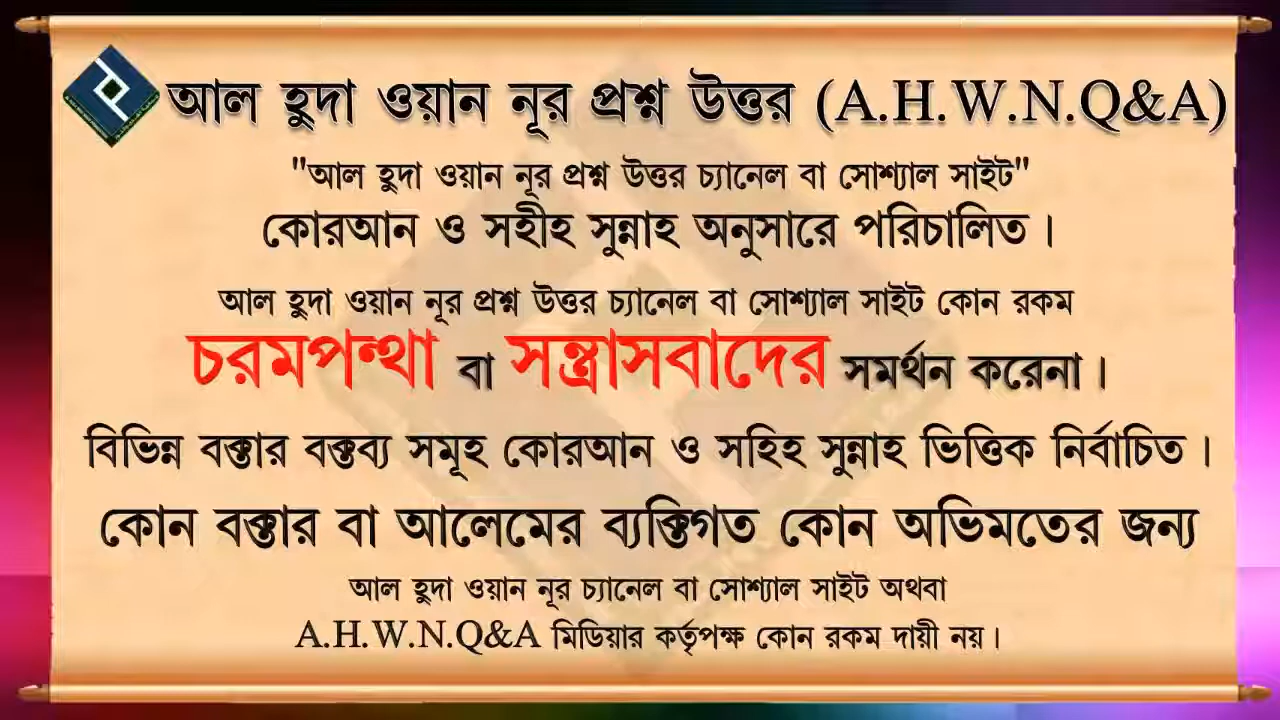 আল হুদা ওয়ান নূর প্রশ্ন উত্তর (A.H.W.N.Q&A)
"আল হুদা ওয়ান নূর প্রশ্ন উত্তর চ্যানেল বা সোশ্যাল সাইট"
কোরআন ও সহীহ সুন্নাহ অনুসারে পরিচালিত ।
আল হুদা ওয়ান নূর প্রশ্ন উত্তর চ্যানেল বা সোশ্যাল সাইট কোন রকম
চরমপন্থা বা সন্ত্রাসবাদের সমর্থন করেনা ।
বিভিন্ন বক্তার বক্তব্য সমূহ কোরআন ও সহিহ সুন্নাহ ভিত্তিক নির্বাচিত ।
কোন বক্তার বা আলেমের ব্যক্তিগত কোন অভিমতের জন্য
আল হুদা ওয়ান নূর চ্যানেল বা সোশ্যাল সাইট অথবা
A.H.W.N.Q&A মিডিয়ার কর্তৃপক্ষ কোন রকম দায়ী নয় ।